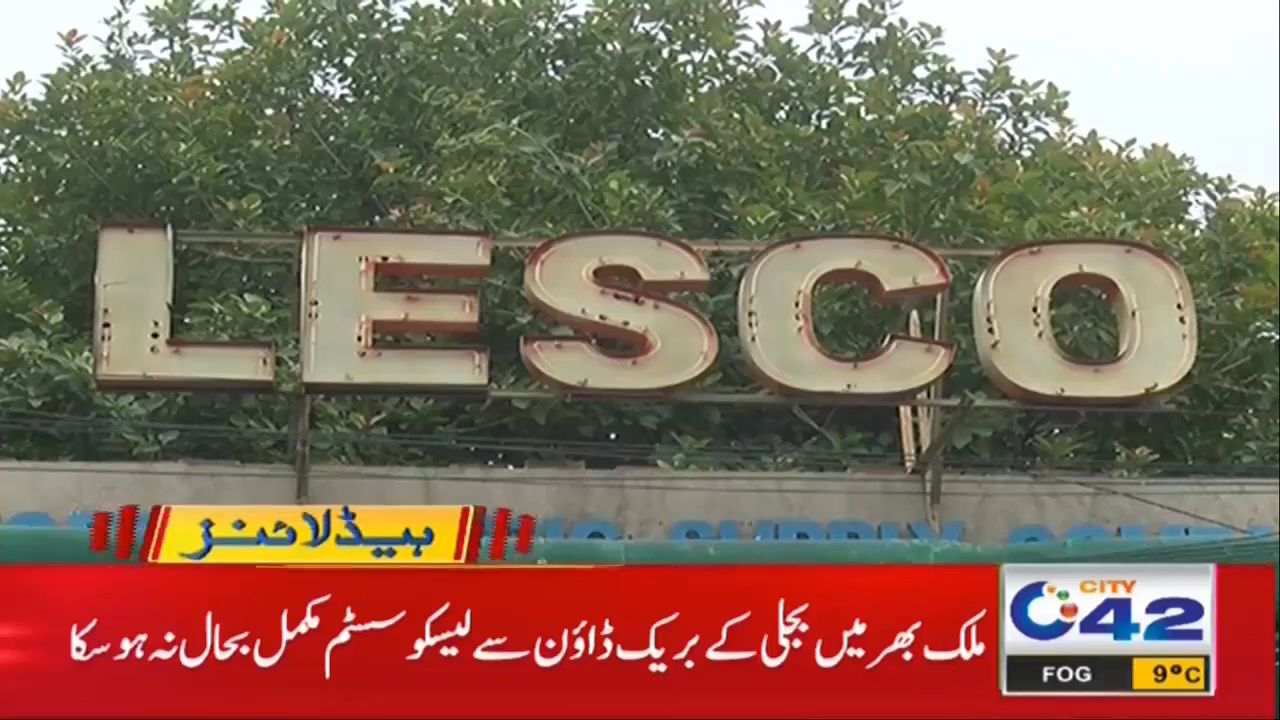 LESCO
SUPPLY
ہیڈلائنز
ملک بھر میں بجلی کے بریک ڈاؤن سے لیسکو سسٹم مکمل بحال نہ ہو سکا
CITY
42
FOG
9°C